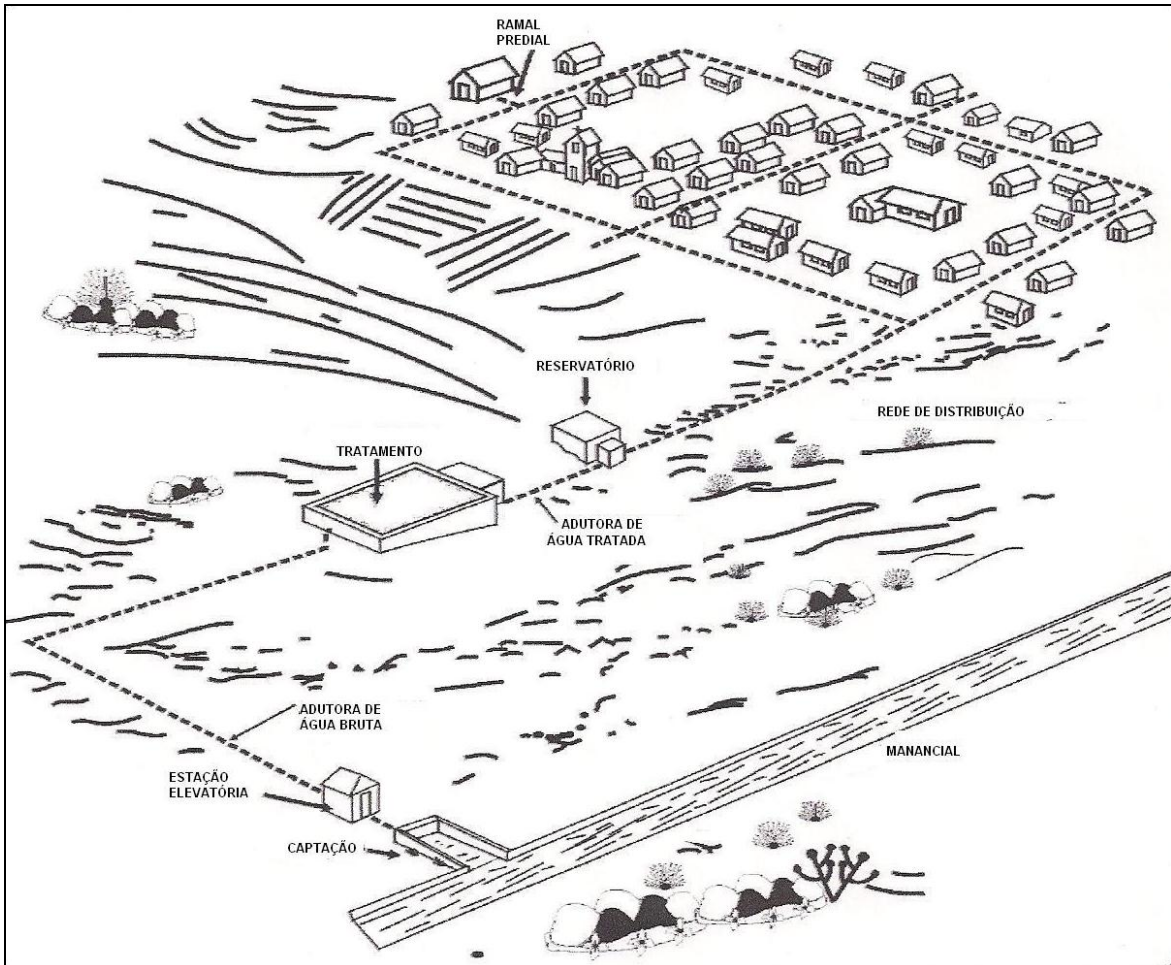 RAMAL
PREDIAL
RESERVATÓRIO
REDE DE DISTRIBUIÇÃO
TRATAMENTO
ADUTORA DE
ÁGUA TRATADA
ADUTORA DE
ÁGUA BRUTA
MANANCIAL
ESTAÇÃO
ELEVATÓRIA
CAPTAÇÃO